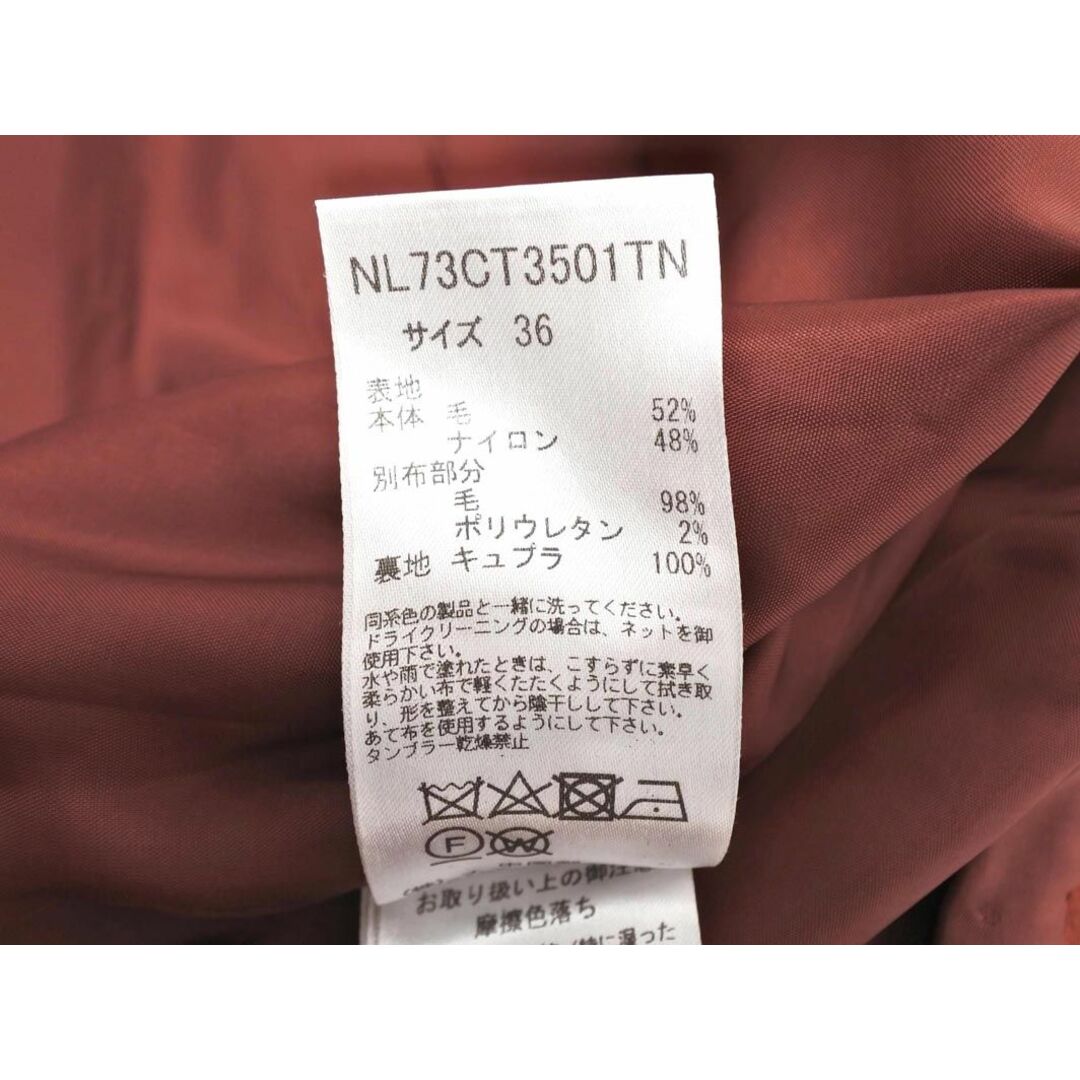 NL73CT3501TN
サイズ 36
表地
本体 毛 52%
ナイロン 48%
別布部分
毛 98%
ポリウレタン 2%
裏地 キュプラ 100%
同系色の製品と一緒に洗ってください。
ドライクリーニングの場合は、ネットを御
使用下さい。
水や雨で塗れたときは、こすらずに素早く
柔らかい布で軽くたたくようにして拭き取
り、形を整えてから陰干しして下さい。
あて布を使用するようにして下さい。
タンブラー乾燥禁止
F W
お取り扱い上の御注意
摩擦色落ち
(特に湿った